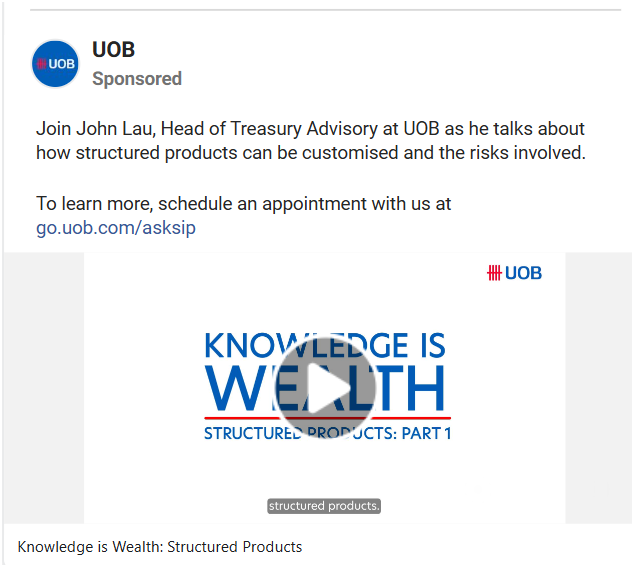 UOB
UOB
Sponsored
Join John Lau, Head of Treasury Advisory at UOB as he talks about
how structured products can be customised and the risks involved.
To learn more, schedule an appointment with us at
go.uob.com/asksip
UOB
KNOWLEDGE IS
WEALTH
STRUCTURED PRODUCTS: PART 1
structured products.
Knowledge is Wealth: Structured Products